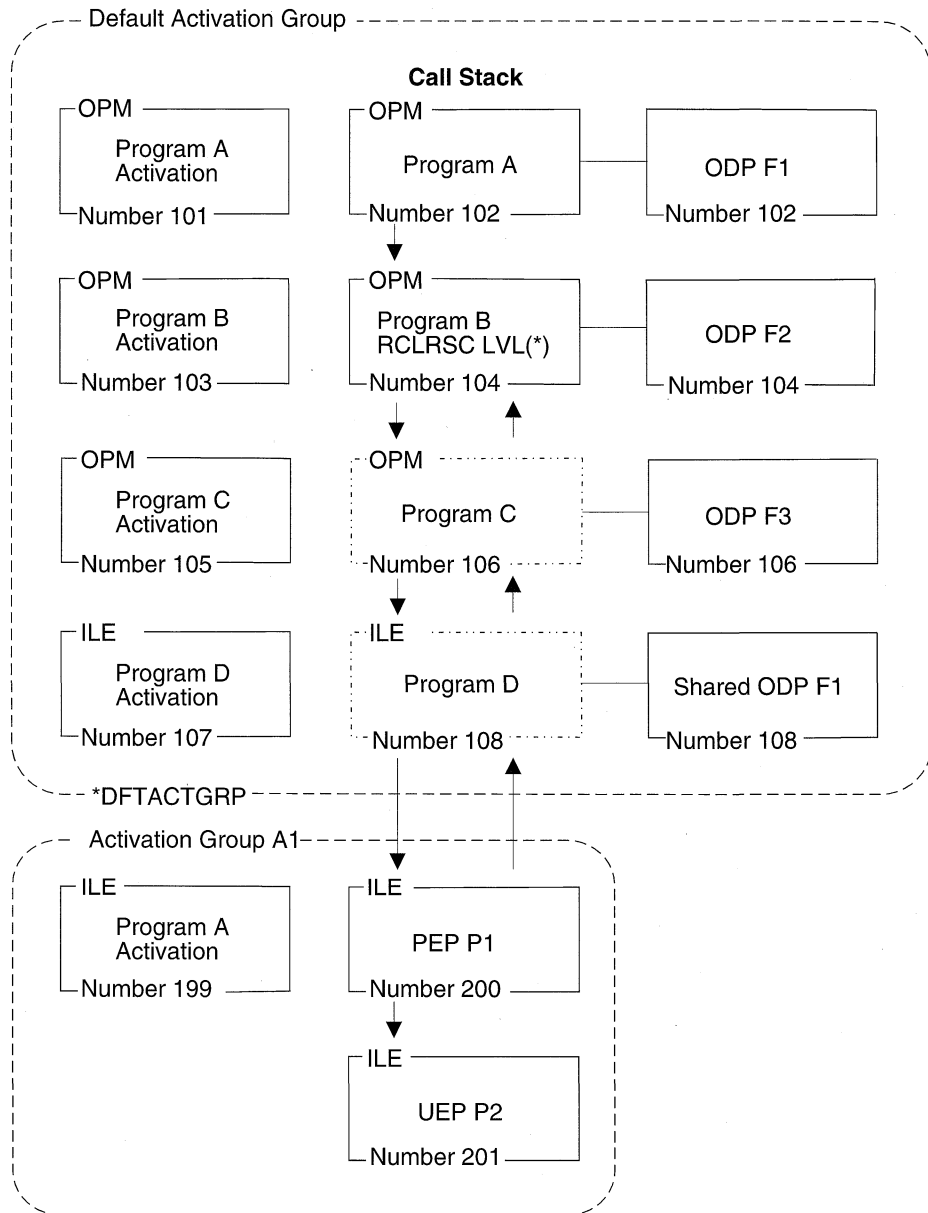 Default Activation Group
Call Stack
OPM
Program A
Activation
Number 101
OPM
Program A
Number 102
ODP F1
Number 102
OPM
Program B
Activation
Number 103
OPM
Program B
RCLRSC LVL(*)
Number 104
ODP F2
Number 104
OPM
Program C
Activation
Number 105
OPM
Program C
Number 106
ODP F3
Number 106
ILE
Program D
Activation
Number 107
ILE
Program D
Number 108
Shared ODP F1
Number 108
*DFTACTGRP
Activation Group A1
ILE
Program A
Activation
Number 199
ILE
PEP P1
Number 200
ILE
UEP P2
Number 201